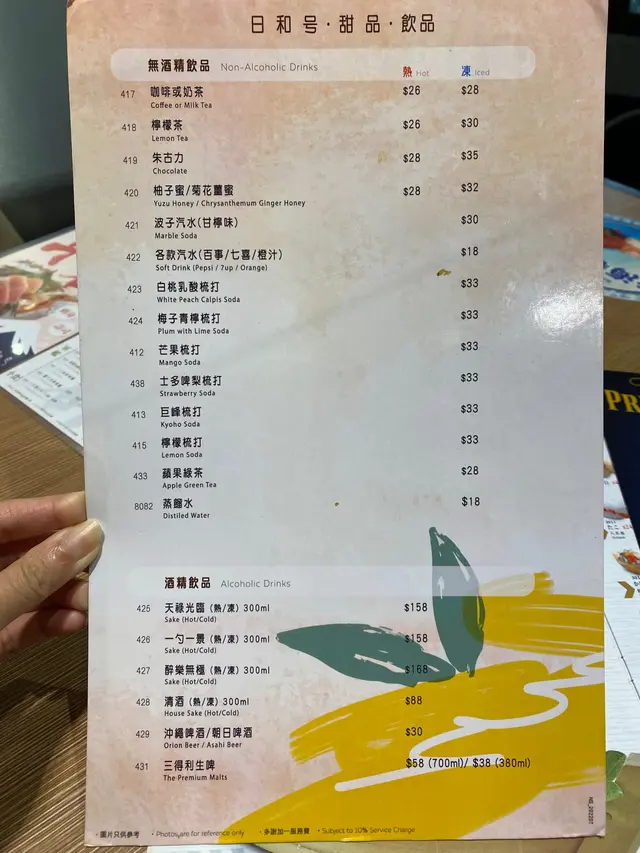 日和号·甜品·飲品
無酒精飲品 Non-Alcoholic Drinks 熱 Hot 凍 Iced
417 咖啡或奶茶 $26 $28
Coffee or Milk Tea
418 檸檬茶 $26 $30
Lemon Tea
419 朱古力 $28 $35
Chocolate
420 柚子蜜/菊花薑蜜 $28 $32
Yuzu Honey / Chrysanthemum Ginger Honey
421 波子汽水(甘檸味) $30
Marble Soda
422 各款汽水(百事/七喜/橙汁) $18
Soft Drink (Pepsi / 7up / Orange)
423 白桃乳酸梳打 $33
White Peach Calpis Soda
424 梅子青檸梳打 $33
Plum with Lime Soda
412 芒果梳打 $33
Mango Soda
438 士多啤梨梳打 $33
Strawberry Soda
413 巨峰梳打 $33
Kyoho Soda
415 檸檬梳打 $33
Lemon Soda
433 蘋果綠茶 $28
Apple Green Tea
8082 蒸餾水 $18
Distiled Water
酒精飲品 Alcoholic Drinks
425 天祿光臨 (熱/凍) 300ml $158
Sake (Hot/Cold)
426 一勺一景 (熱/凍) 300ml $158
Sake (Hot/Cold)
427 醉樂無極 (熱/凍) 300ml $168
Sake (Hot/Cold)
428 清酒 (熱/凍) 300ml $88
House Sake (Hot/Cold)
429 沖繩啤酒/朝日啤酒 $30
Orion Beer / Asahi Beer
431 三得利生啤 $58 (700ml)/ $38 (380ml)
The Premium Malts
·圖片只供參考 ·Photos are for reference only ·多謝加一服務費 ·Subject to 10% Service Charge